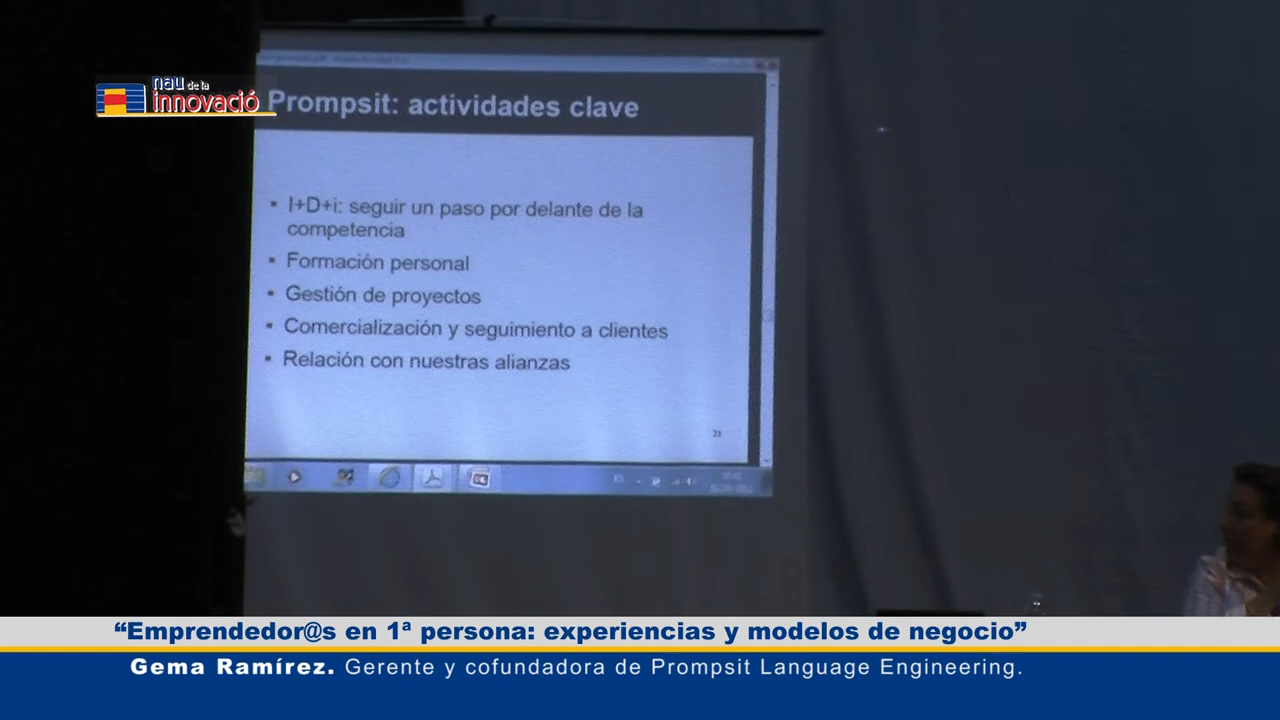 nau de la
innovació
Prompsit: actividades clave
▪ I+D+i: seguir un paso por delante de la
competencia
▪ Formación personal
▪ Gestión de proyectos
▪ Comercialización y seguimiento a clientes
▪ Relación con nuestras alianzas
23
ES
“Emprendedor@s en 1ª persona: experiencias y modelos de negocio”
Gema Ramírez. Gerente y cofundadora de Prompsit Language Engineering.